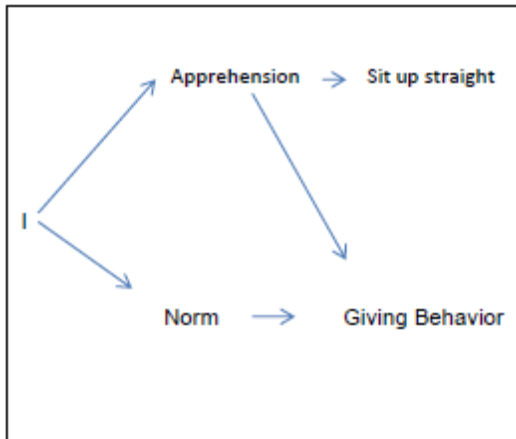 Apprehension
Sit up straight
I
Norm
Giving Behavior